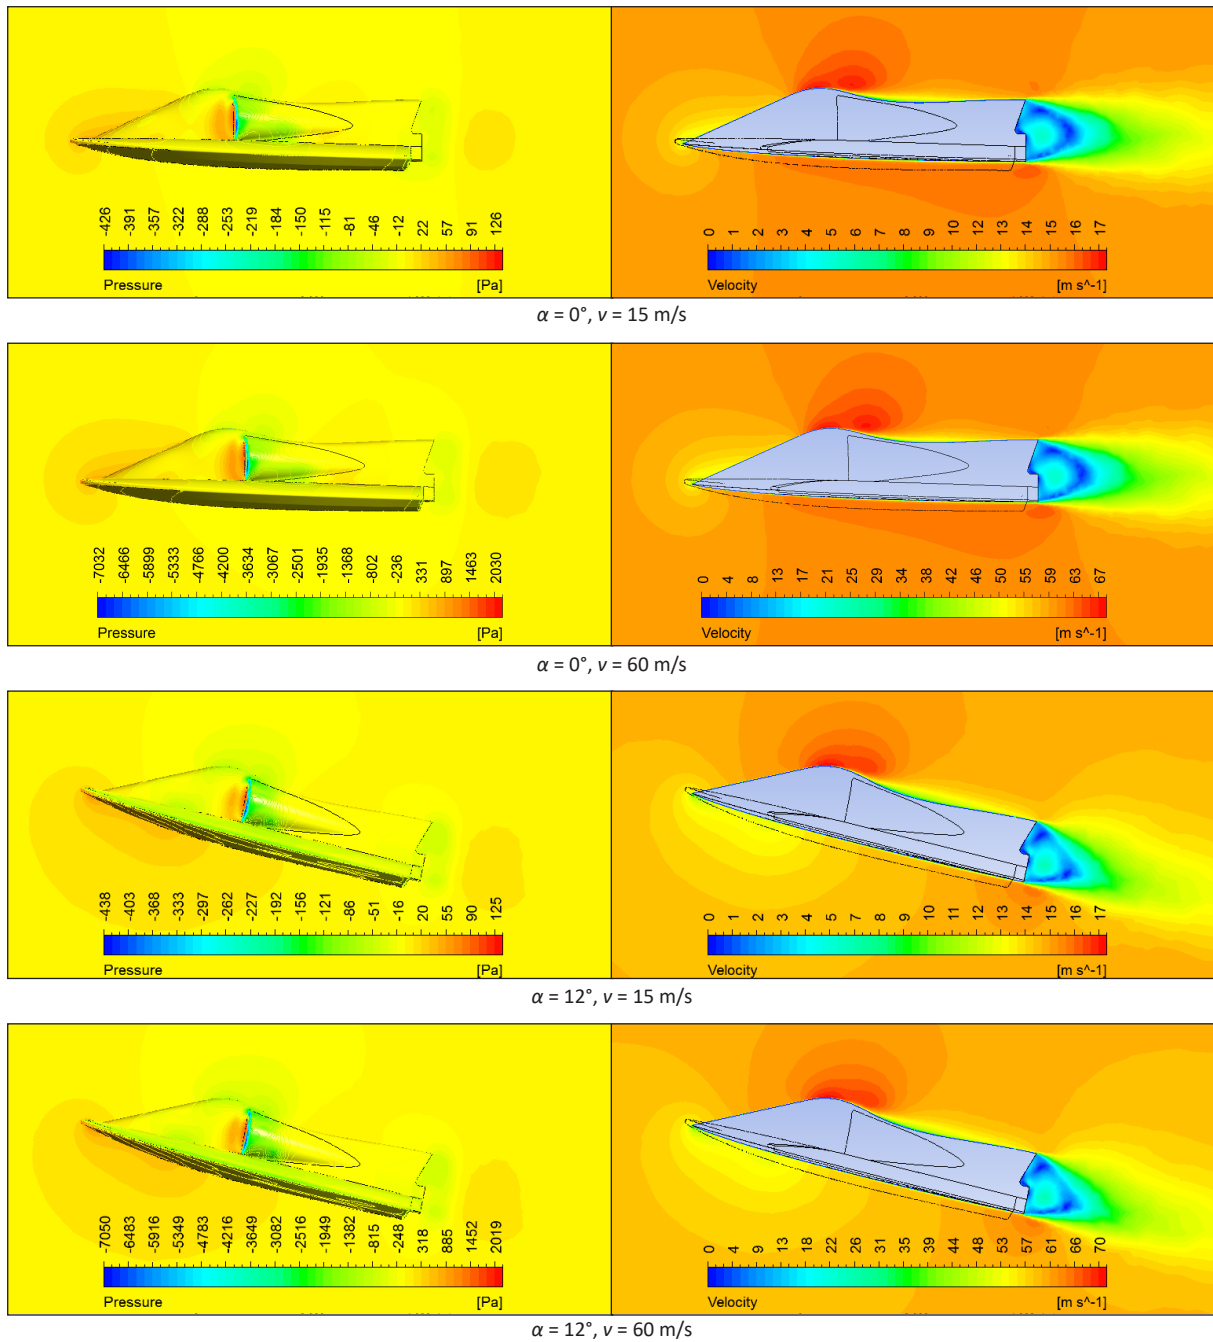 -426 -391 -357 -322 -288 -253 -219 -184 -150 -115 -81 -46 -12 22 57 91 126
Pressure [Pa]
0 1 2 4 5 6 7 9 10 11 12 13 14 15 16 17
Velocity [m s^-1]
α = 0°, v = 15 m/s
-7032 -6466 -5899 -5333 -4766 -4200 -3634 -3067 -2501 -1935 -1368 -802 -236 331 897 1463 2030
Pressure [Pa]
0 4 8 13 17 21 25 29 34 38 42 46 50 55 59 63 67
Velocity [m s^-1]
α = 0°, v = 60 m/s
-438 -403 -368 -333 -297 -262 -227 -192 -156 -121 -86 -51 -16 20 55 90 125
Pressure [Pa]
0 1 2 3 4 5 7 8 9 10 11 12 13 14 15 16 17
Velocity [m s^-1]
α = 12°, v = 15 m/s
-7050 -6483 -5916 -5349 -4783 -4216 -3649 -3082 -2516 -1949 -1382 -815 -248 318 885 1452 2019
Pressure [Pa]
0 4 9 13 18 22 26 31 35 39 44 48 53 57 61 66 70
Velocity [m s^-1]
α = 12°, v = 60 m/s